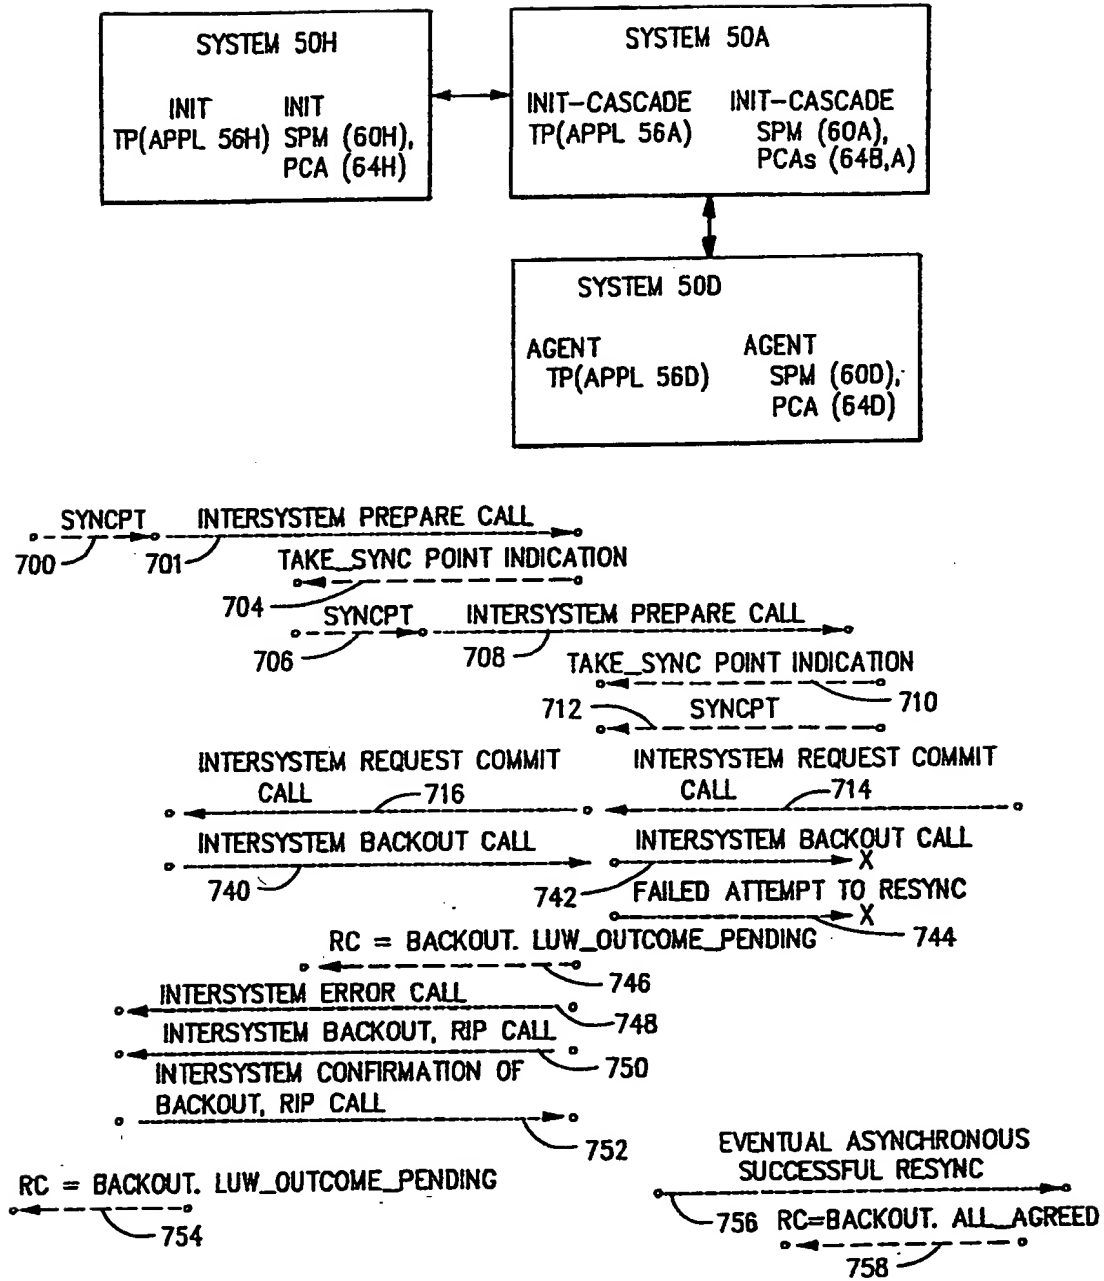 SYSTEM 50H
INIT INIT
TP(APPL 56H) SPM (60H),
PCA (64H)
SYSTEM 50A
INIT-CASCADE INIT-CASCADE
TP(APPL 56A) SPM (60A),
PCAs (64B,A)
SYSTEM 50D
AGENT AGENT
TP(APPL 56D) SPM (60D),
PCA (64D)
SYNCPT INTERSYSTEM PREPARE CALL
700 701
TAKE_SYNC POINT INDICATION
704
SYNCPT INTERSYSTEM PREPARE CALL
706 708
TAKE_SYNC POINT INDICATION
710
712 SYNCPT
INTERSYSTEM REQUEST COMMIT
CALL 716
INTERSYSTEM REQUEST COMMIT
CALL 714
INTERSYSTEM BACKOUT CALL
740
INTERSYSTEM BACKOUT CALL
X
742
FAILED ATTEMPT TO RESYNC
X
744
RC = BACKOUT. LUW_OUTCOME_PENDING
746
INTERSYSTEM ERROR CALL
748
INTERSYSTEM BACKOUT, RIP CALL
750
INTERSYSTEM CONFIRMATION OF
BACKOUT, RIP CALL
752
EVENTUAL ASYNCHRONOUS
SUCCESSFUL RESYNC
756
RC = BACKOUT. LUW_OUTCOME_PENDING
754
RC=BACKOUT. ALL_AGREED
758